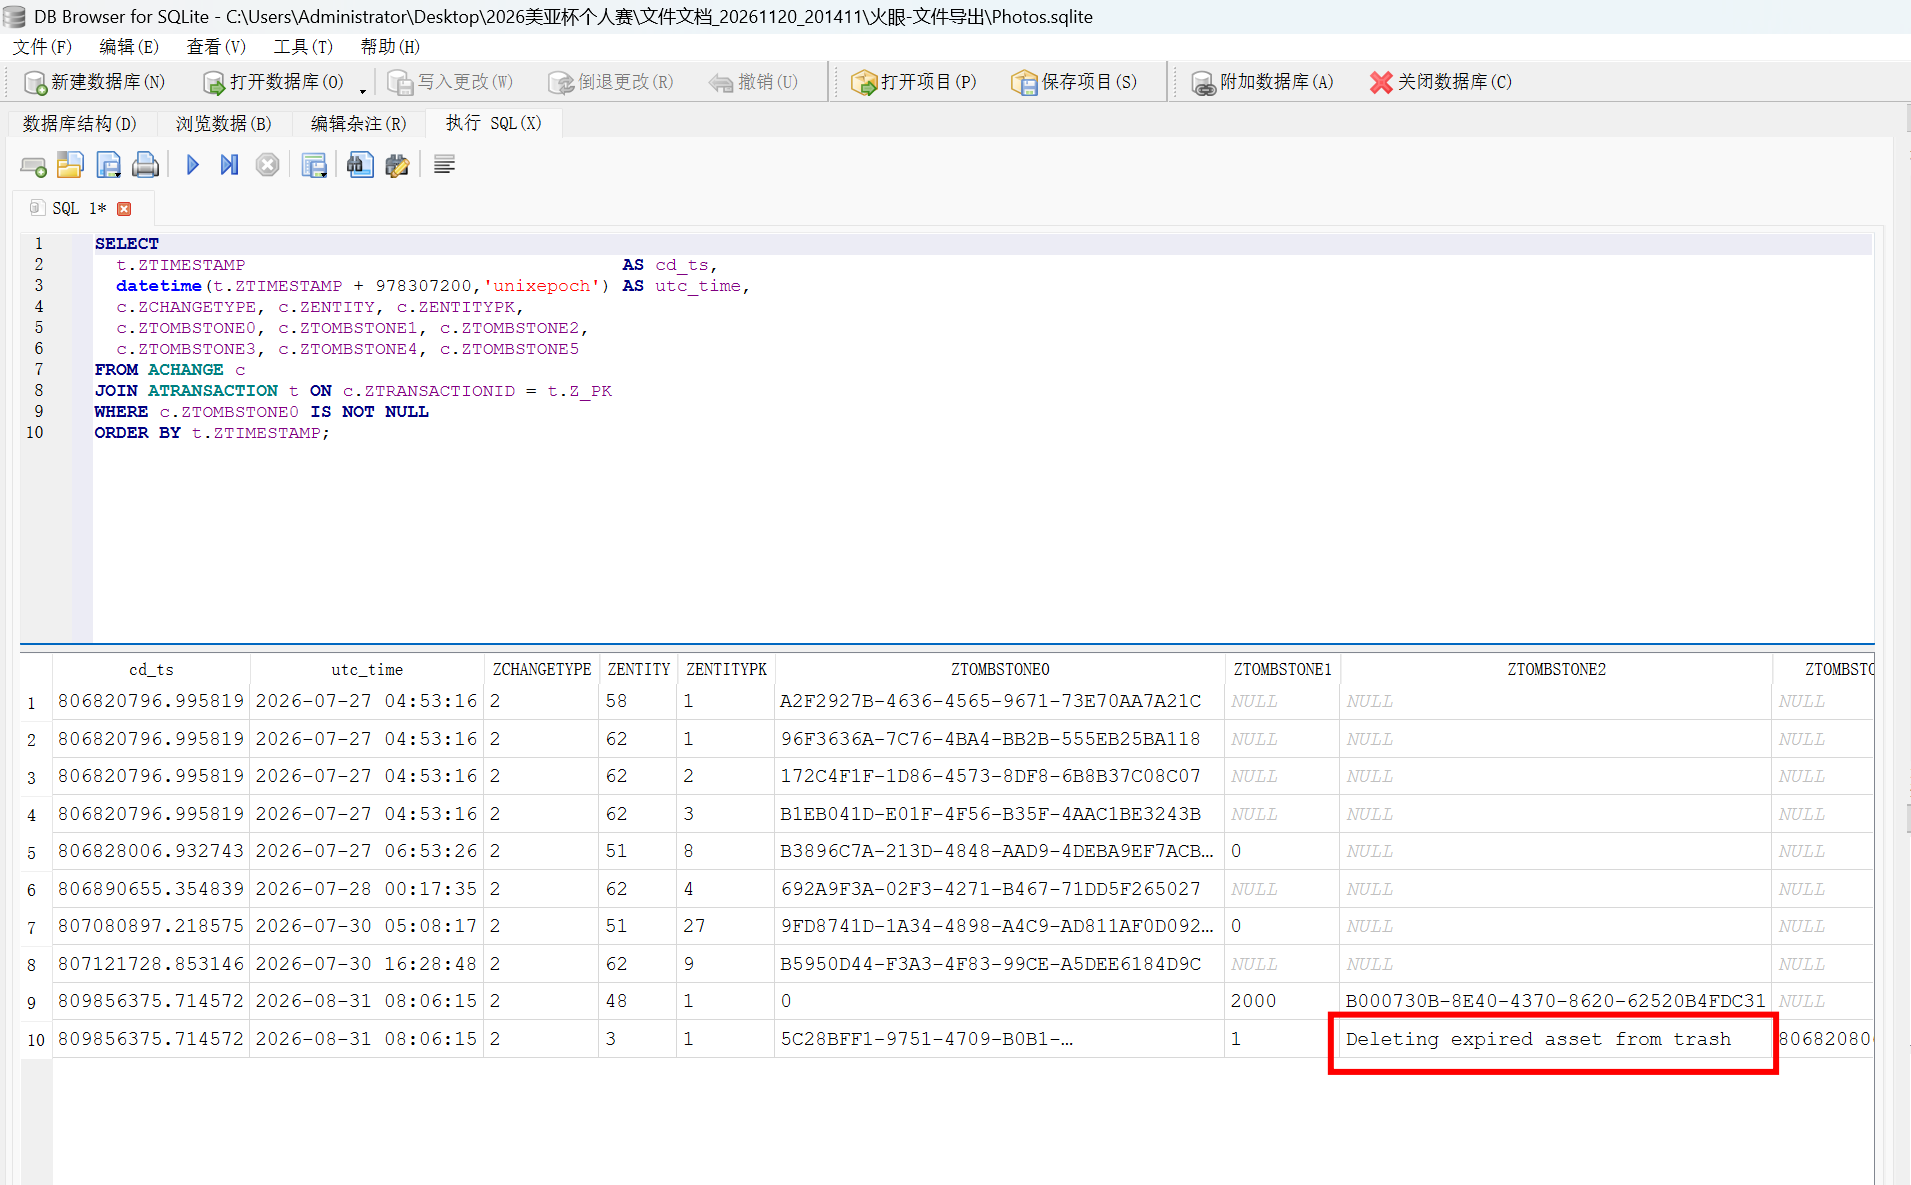 DB Browser for SQLite - C:\Users\Administrator\Desktop\2026美亚杯个人赛\文件文档_20261120_201411\火眼-文件导出\Photos.sqlite
文件(F) 编辑(E) 查看(V) 工具(T) 帮助(H)
新建数据库(N) 打开数据库(O) 写入更改(W) 倒退更改(R) 撤销(U) 打开项目(P) 保存项目(S) 附加数据库(A) 关闭数据库(C)
数据库结构(D) 浏览数据(B) 编辑杂注(R) 执行 SQL(X)
SQL 1*
1 SELECT
2 t.ZTIMESTAMP AS cd_ts,
3 datetime(t.ZTIMESTAMP + 978307200,'unixepoch') AS utc_time,
4 c.ZCHANGETYPE, c.ZENTITY, c.ZENTITYPK,
5 c.ZTOMBSTONE0, c.ZTOMBSTONE1, c.ZTOMBSTONE2,
6 c.ZTOMBSTONE3, c.ZTOMBSTONE4, c.ZTOMBSTONE5
7 FROM ACHANGE c
8 JOIN ATRANSACTION t ON c.ZTRANSACTIONID = t.Z_PK
9 WHERE c.ZTOMBSTONE0 IS NOT NULL
10 ORDER BY t.ZTIMESTAMP;
cd_ts utc_time ZCHANGETYPE ZENTITY ZENTITYPK ZTOMBSTONE0 ZTOMBSTONE1 ZTOMBSTONE2 ZTOMBSTO
1 806820796.995819 2026-07-27 04:53:16 2 58 1 A2F2927B-4636-4565-9671-73E70AA7A21C NULL NULL NULL
2 806820796.995819 2026-07-27 04:53:16 2 62 1 96F3636A-7C76-4BA4-BB2B-555EB25BA118 NULL NULL NULL
3 806820796.995819 2026-07-27 04:53:16 2 62 2 172C4F1F-1D86-4573-8DF8-6B8B37C08C07 NULL NULL NULL
4 806820796.995819 2026-07-27 04:53:16 2 62 3 B1EB041D-E01F-4F56-B35F-4AAC1BE3243B NULL NULL NULL
5 806828006.932743 2026-07-27 06:53:26 2 51 8 B3896C7A-213D-4848-AAD9-4DEBA9EF7ACB… 0 NULL NULL
6 806890655.354839 2026-07-28 00:17:35 2 62 4 692A9F3A-02F3-4271-B467-71DD5F265027 NULL NULL NULL
7 807080897.218575 2026-07-30 05:08:17 2 51 27 9FD8741D-1A34-4898-A4C9-AD811AF0D092… 0 NULL NULL
8 807121728.853146 2026-07-30 16:28:48 2 62 9 B5950D44-F3A3-4F83-99CE-A5DEE6184D9C NULL NULL NULL
9 809856375.714572 2026-08-31 08:06:15 2 48 1 0 2000 B000730B-8E40-4370-8620-62520B4FDC31 NULL
10 809856375.714572 2026-08-31 08:06:15 2 3 1 5C28BFF1-9751-4709-B0B1-… 1 Deleting expired asset from trash 80682080